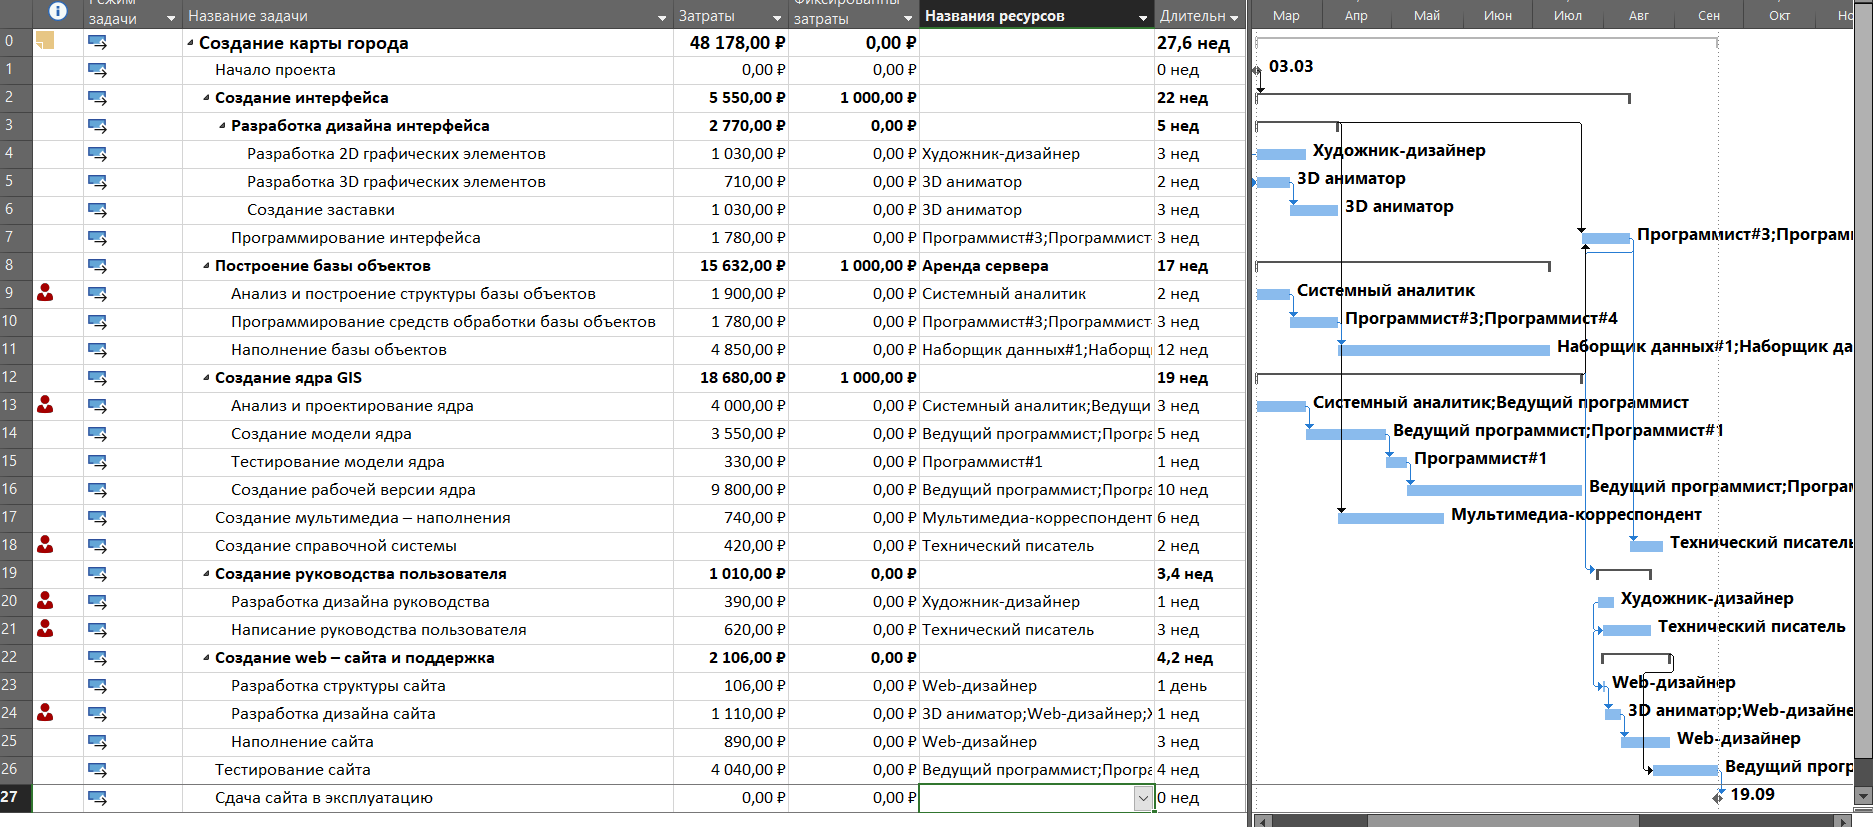 Режим задачи Название задачи Затраты Фиксированны затраты Названия ресурсов Длительн Мар Апр Май Июн Июл Авг Сен Окт Но
0 Создание карты города 48 178,00 ₽ 0,00 ₽ 27,6 нед
1 Начало проекта 0,00 ₽ 0,00 ₽ 0 нед 03.03
2 Создание интерфейса 5 550,00 ₽ 1 000,00 ₽ 22 нед
3 Разработка дизайна интерфейса 2 770,00 ₽ 0,00 ₽ 5 нед
4 Разработка 2D графических элементов 1 030,00 ₽ 0,00 ₽ Художник-дизайнер 3 нед Художник-дизайнер
5 Разработка 3D графических элементов 710,00 ₽ 0,00 ₽ 3D аниматор 2 нед 3D аниматор
6 Создание заставки 1 030,00 ₽ 0,00 ₽ 3D аниматор 3 нед 3D аниматор
7 Программирование интерфейса 1 780,00 ₽ 0,00 ₽ Программист#3;Программист 3 нед Программист#3;Програм
8 Построение базы объектов 15 632,00 ₽ 1 000,00 ₽ Аренда сервера 17 нед
9 Анализ и построение структуры базы объектов 1 900,00 ₽ 0,00 ₽ Системный аналитик 2 нед Системный аналитик
10 Программирование средств обработки базы объектов 1 780,00 ₽ 0,00 ₽ Программист#3;Программист 3 нед Программист#3;Программист#4
11 Наполнение базы объектов 4 850,00 ₽ 0,00 ₽ Наборщик данных#1;Наборщ 12 нед Наборщик данных#1;Наборщик да
12 Создание ядра GIS 18 680,00 ₽ 1 000,00 ₽ 19 нед
13 Анализ и проектирование ядра 4 000,00 ₽ 0,00 ₽ Системный аналитик;Ведущи 3 нед Системный аналитик;Ведущий программист
14 Создание модели ядра 3 550,00 ₽ 0,00 ₽ Ведущий программист;Програ 5 нед Ведущий программист;Программист#1
15 Тестирование модели ядра 330,00 ₽ 0,00 ₽ Программист#1 1 нед Программист#1
16 Создание рабочей версии ядра 9 800,00 ₽ 0,00 ₽ Ведущий программист;Програ 10 нед Ведущий программист;Програм
17 Создание мультимедиа – наполнения 740,00 ₽ 0,00 ₽ Мультимедиа-корреспондент 6 нед Мультимедиа-корреспондент
18 Создание справочной системы 420,00 ₽ 0,00 ₽ Технический писатель 2 нед Технический писатель
19 Создание руководства пользователя 1 010,00 ₽ 0,00 ₽ 3,4 нед
20 Разработка дизайна руководства 390,00 ₽ 0,00 ₽ Художник-дизайнер 1 нед Художник-дизайнер
21 Написание руководства пользователя 620,00 ₽ 0,00 ₽ Технический писатель 3 нед Технический писатель
22 Создание web – сайта и поддержка 2 106,00 ₽ 0,00 ₽ 4,2 нед
23 Разработка структуры сайта 106,00 ₽ 0,00 ₽ Web-дизайнер 1 день Web-дизайнер
24 Разработка дизайна сайта 1 110,00 ₽ 0,00 ₽ 3D аниматор;Web-дизайнер;Х 1 нед 3D аниматор;Web-дизайне
25 Наполнение сайта 890,00 ₽ 0,00 ₽ Web-дизайнер 3 нед Web-дизайнер
26 Тестирование сайта 4 040,00 ₽ 0,00 ₽ Ведущий программист;Програ 4 нед Ведущий прогр
27 Сдача сайта в эксплуатацию 0,00 ₽ 0,00 ₽ 0 нед 19.09